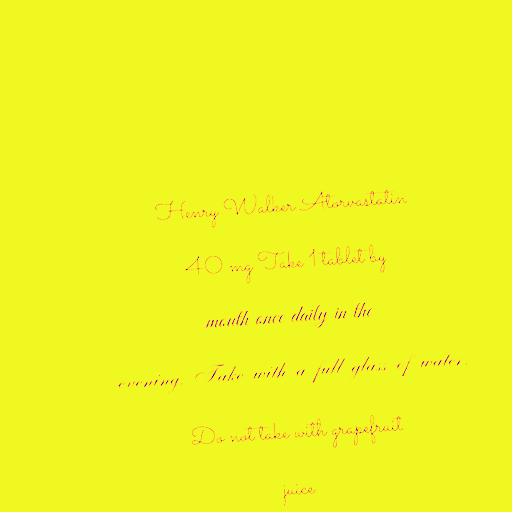 Henry Walker Atorvastatin
40 mg Take 1 tablet by
mouth once daily in the
evening. Take with a full glass of water.
Do not take with grapefruit
juice